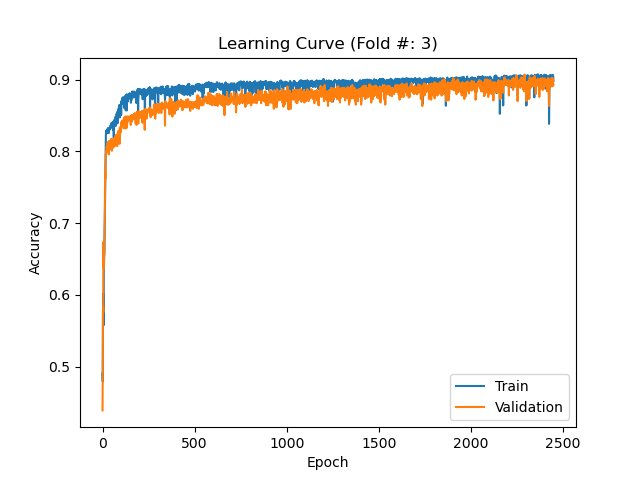 Learning Curve (Fold #: 3)
0.9
0.8
0.7
0.6
0.5
Accuracy
0
500
1000
1500
2000
2500
Epoch
Train
Validation